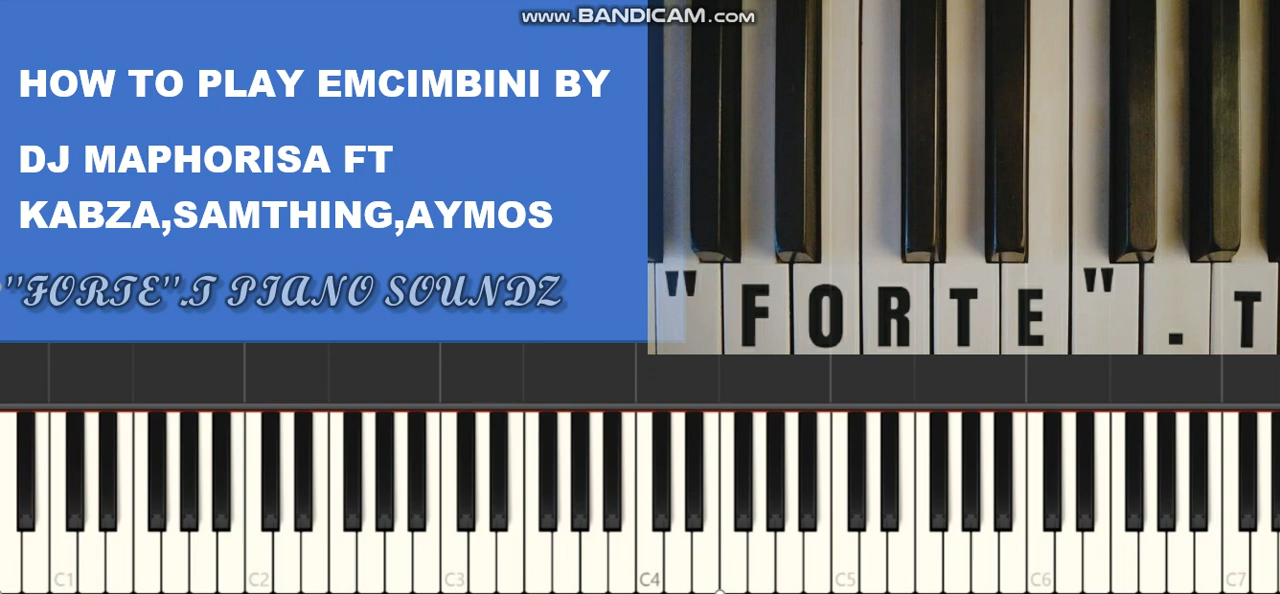 www.BANDICAM.com
HOW TO PLAY EMCIMBINI BY
DJ MAPHORISA FT
KABZA,SAMTHING,AYMOS
"FORTE".T PIANO SOUNDZ
"FORTE".T
C1 C2 C3 C4 C5 C6 C7